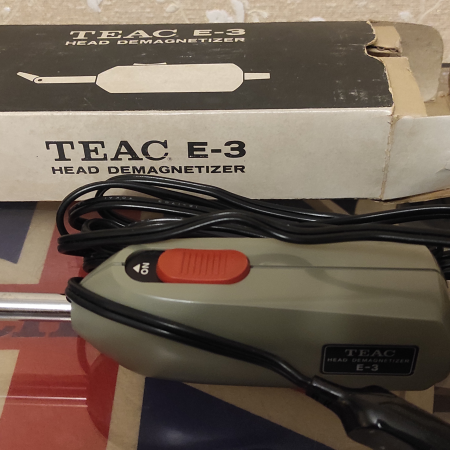 TEAC E-3
HEAD DEMAGNETIZER
TEAC E-3
HEAD DEMAGNETIZER
ON
TEAC
HEAD DEMAGNETIZER
E-3